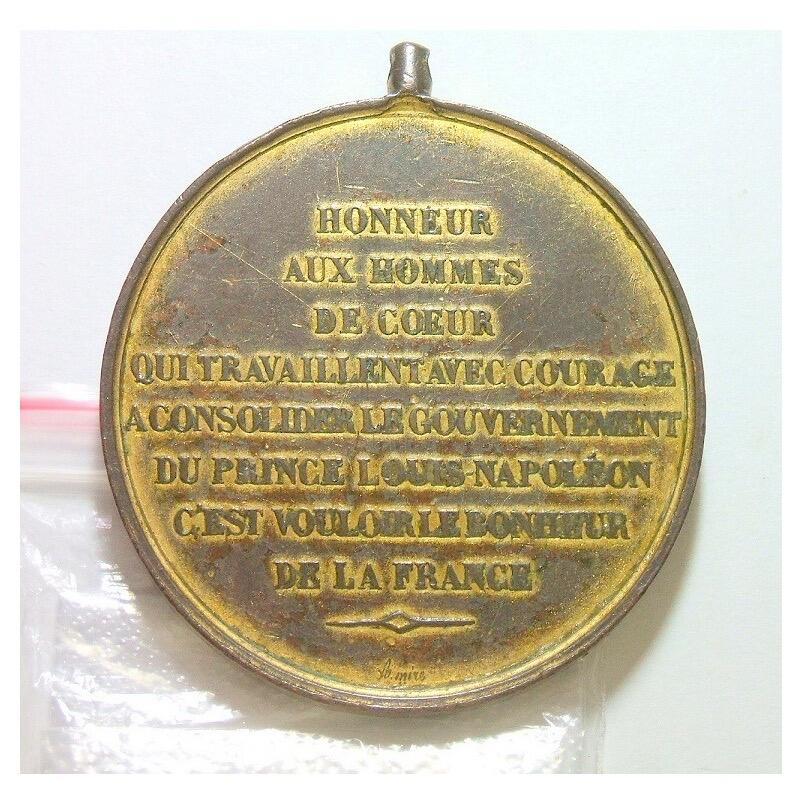 HONNEUR
AUX HOMMES
DE CŒUR
QUI TRAVAILLENT AVEC COURAGE
A CONSOLIDER LE GOUVERNEMENT
DU PRINCE LOUIS-NAPOLÉON
C'EST VOULOIR LE BONHEUR
DE LA FRANCE